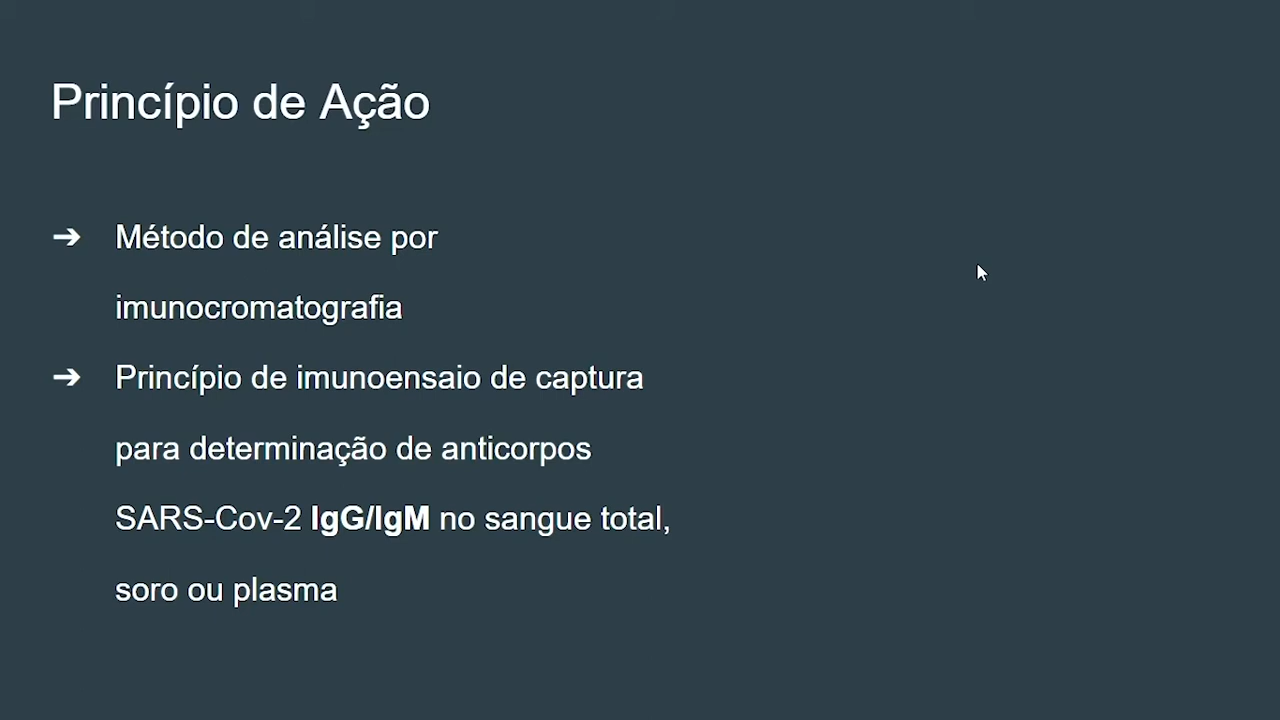 Princípio de Ação
➔ Método de análise por
imunocromatografia
➔ Princípio de imunoensaio de captura
para determinação de anticorpos
SARS-Cov-2 IgG/IgM no sangue total,
soro ou plasma